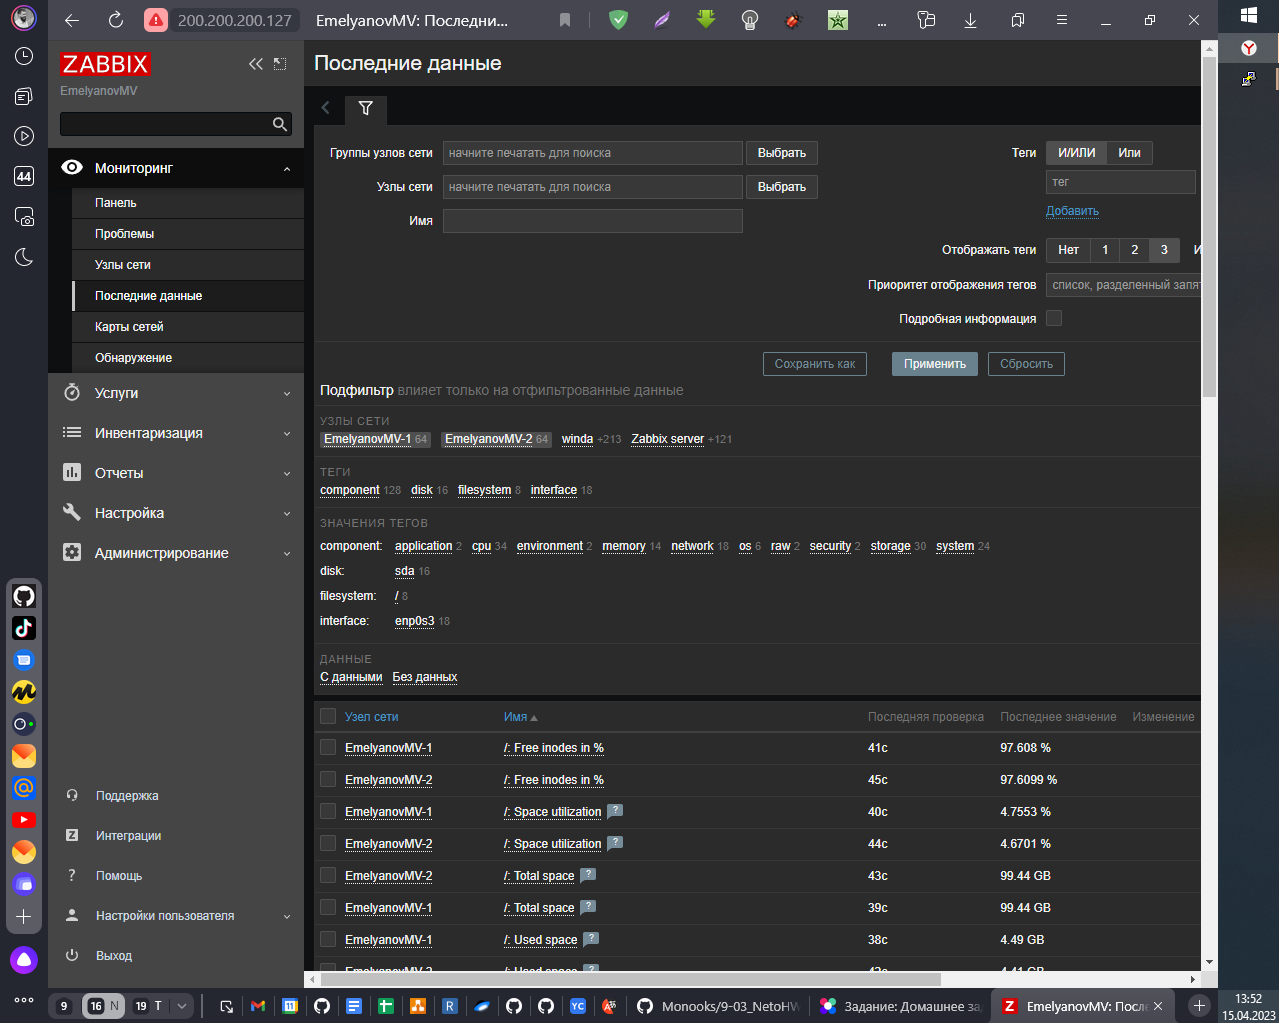 200.200.200.127
EmelyanovMV: Последни...
ZABBIX
EmelyanovMV
44
Мониторинг
Панель
Проблемы
Узлы сети
Последние данные
Карты сетей
Обнаружение
Услуги
Инвентаризация
Отчеты
Настройка
Администрирование
Поддержка
Интеграции
Помощь
Настройки пользователя
Выход
Последние данные
Группы узлов сети
начните печатать для поиска
Выбрать
Узлы сети
начните печатать для поиска
Выбрать
Имя
Теги
И/ИЛИ Или
тег
Добавить
Отображать теги
Нет 1 2 3 И
Приоритет отображения тегов
список, разделенный запят
Подробная информация
Сохранить как Применить Сбросить
Подфильтр влияет только на отфильтрованные данные
УЗЛЫ СЕТИ
EmelyanovMV-1 64 EmelyanovMV-2 64 winda +213 Zabbix server +121
ТЕГИ
component 128 disk 16 filesystem 8 interface 18
ЗНАЧЕНИЯ ТЕГОВ
component: application 2 cpu 34 environment 2 memory 14 network 18 os 6 raw 2 security 2 storage 30 system 24
disk: sda 16
filesystem: / 8
interface: enp0s3 18
ДАННЫЕ
С данными Без данных
Узел сети Имя Последняя проверка Последнее значение Изменение
EmelyanovMV-1 /: Free inodes in % 41с 97.608 %
EmelyanovMV-2 /: Free inodes in % 45с 97.6099 %
EmelyanovMV-1 /: Space utilization ? 40с 4.7553 %
EmelyanovMV-2 /: Space utilization ? 44с 4.6701 %
EmelyanovMV-2 /: Total space ? 43с 99.44 GB
EmelyanovMV-1 /: Total space ? 39с 99.44 GB
EmelyanovMV-1 /: Used space ? 38с 4.49 GB
EmelyanovMV-2 /: Used space ? 42с 4.41 GB
9 16 N 19 T
Monooks/9-03_NetoHW
Задание: Домашнее за
EmelyanovMV: После
13:52
15.04.2023